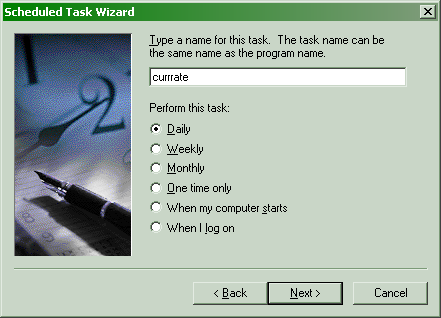 Scheduled Task Wizard
Type a name for this task. The task name can be
the same name as the program name.
currrate
Perform this task:
Daily
Weekly
Monthly
One time only
When my computer starts
When I log on
< Back
Next >
Cancel